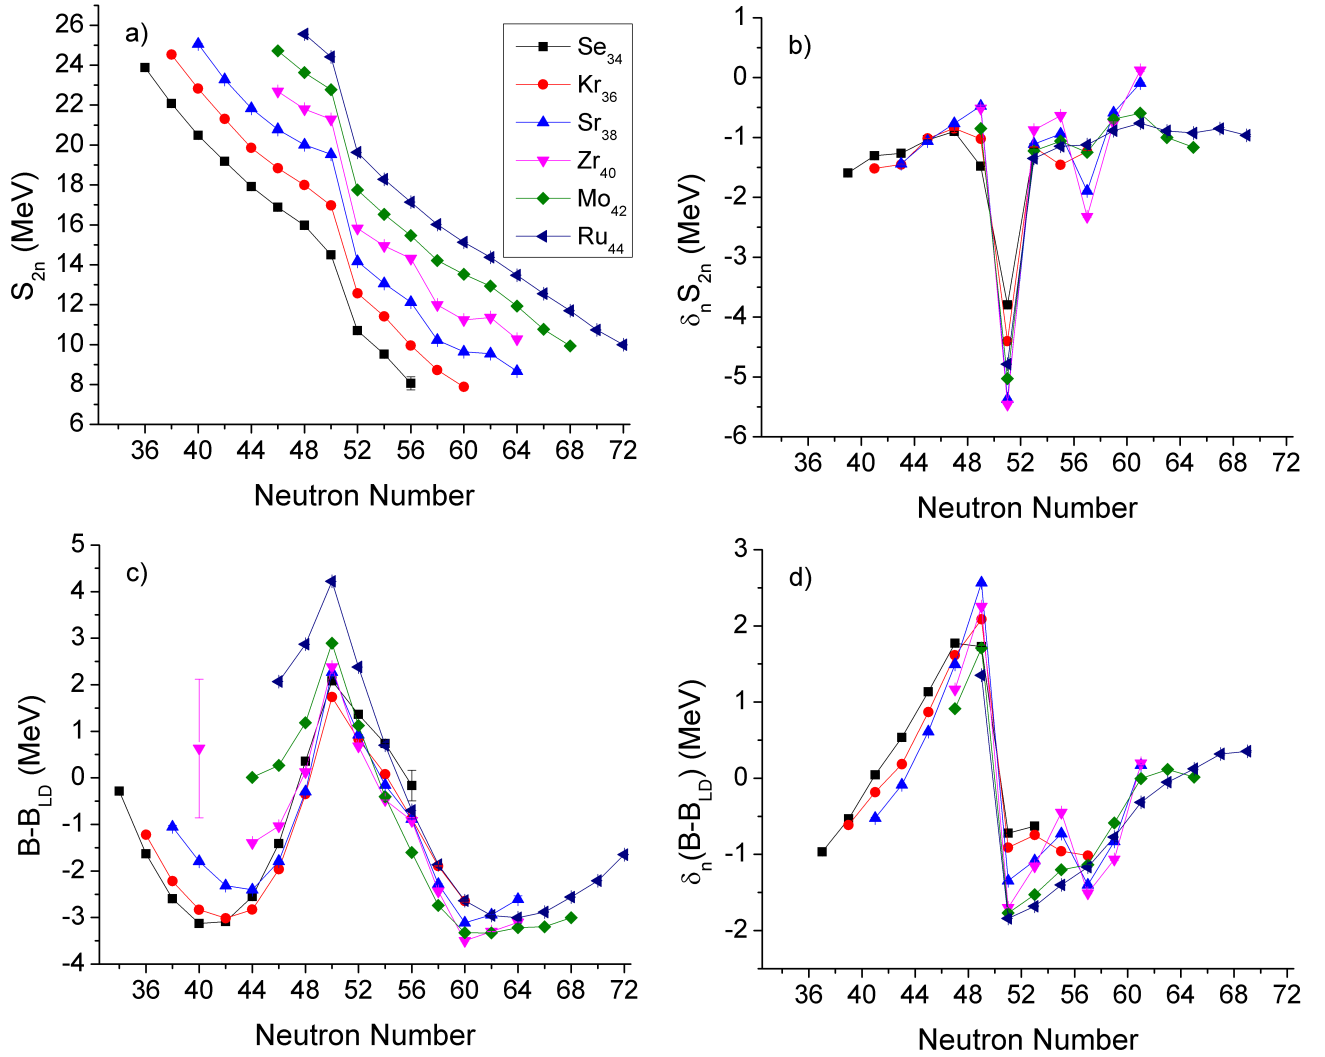 a)
26
24
22
20
18
16
14
12
10
8
6
S2n (MeV)
36 40 44 48 52 56 60 64 68 72
Neutron Number
Se34
Kr36
Sr38
Zr40
Mo42
Ru44
b)
1
0
-1
-2
-3
-4
-5
-6
δnS2n (MeV)
36 40 44 48 52 56 60 64 68 72
Neutron Number
c)
5
4
3
2
1
0
-1
-2
-3
-4
B-BLD (MeV)
36 40 44 48 52 56 60 64 68 72
Neutron Number
d)
3
2
1
0
-1
-2
δn(B-BLD) (MeV)
36 40 44 48 52 56 60 64 68 72
Neutron Number